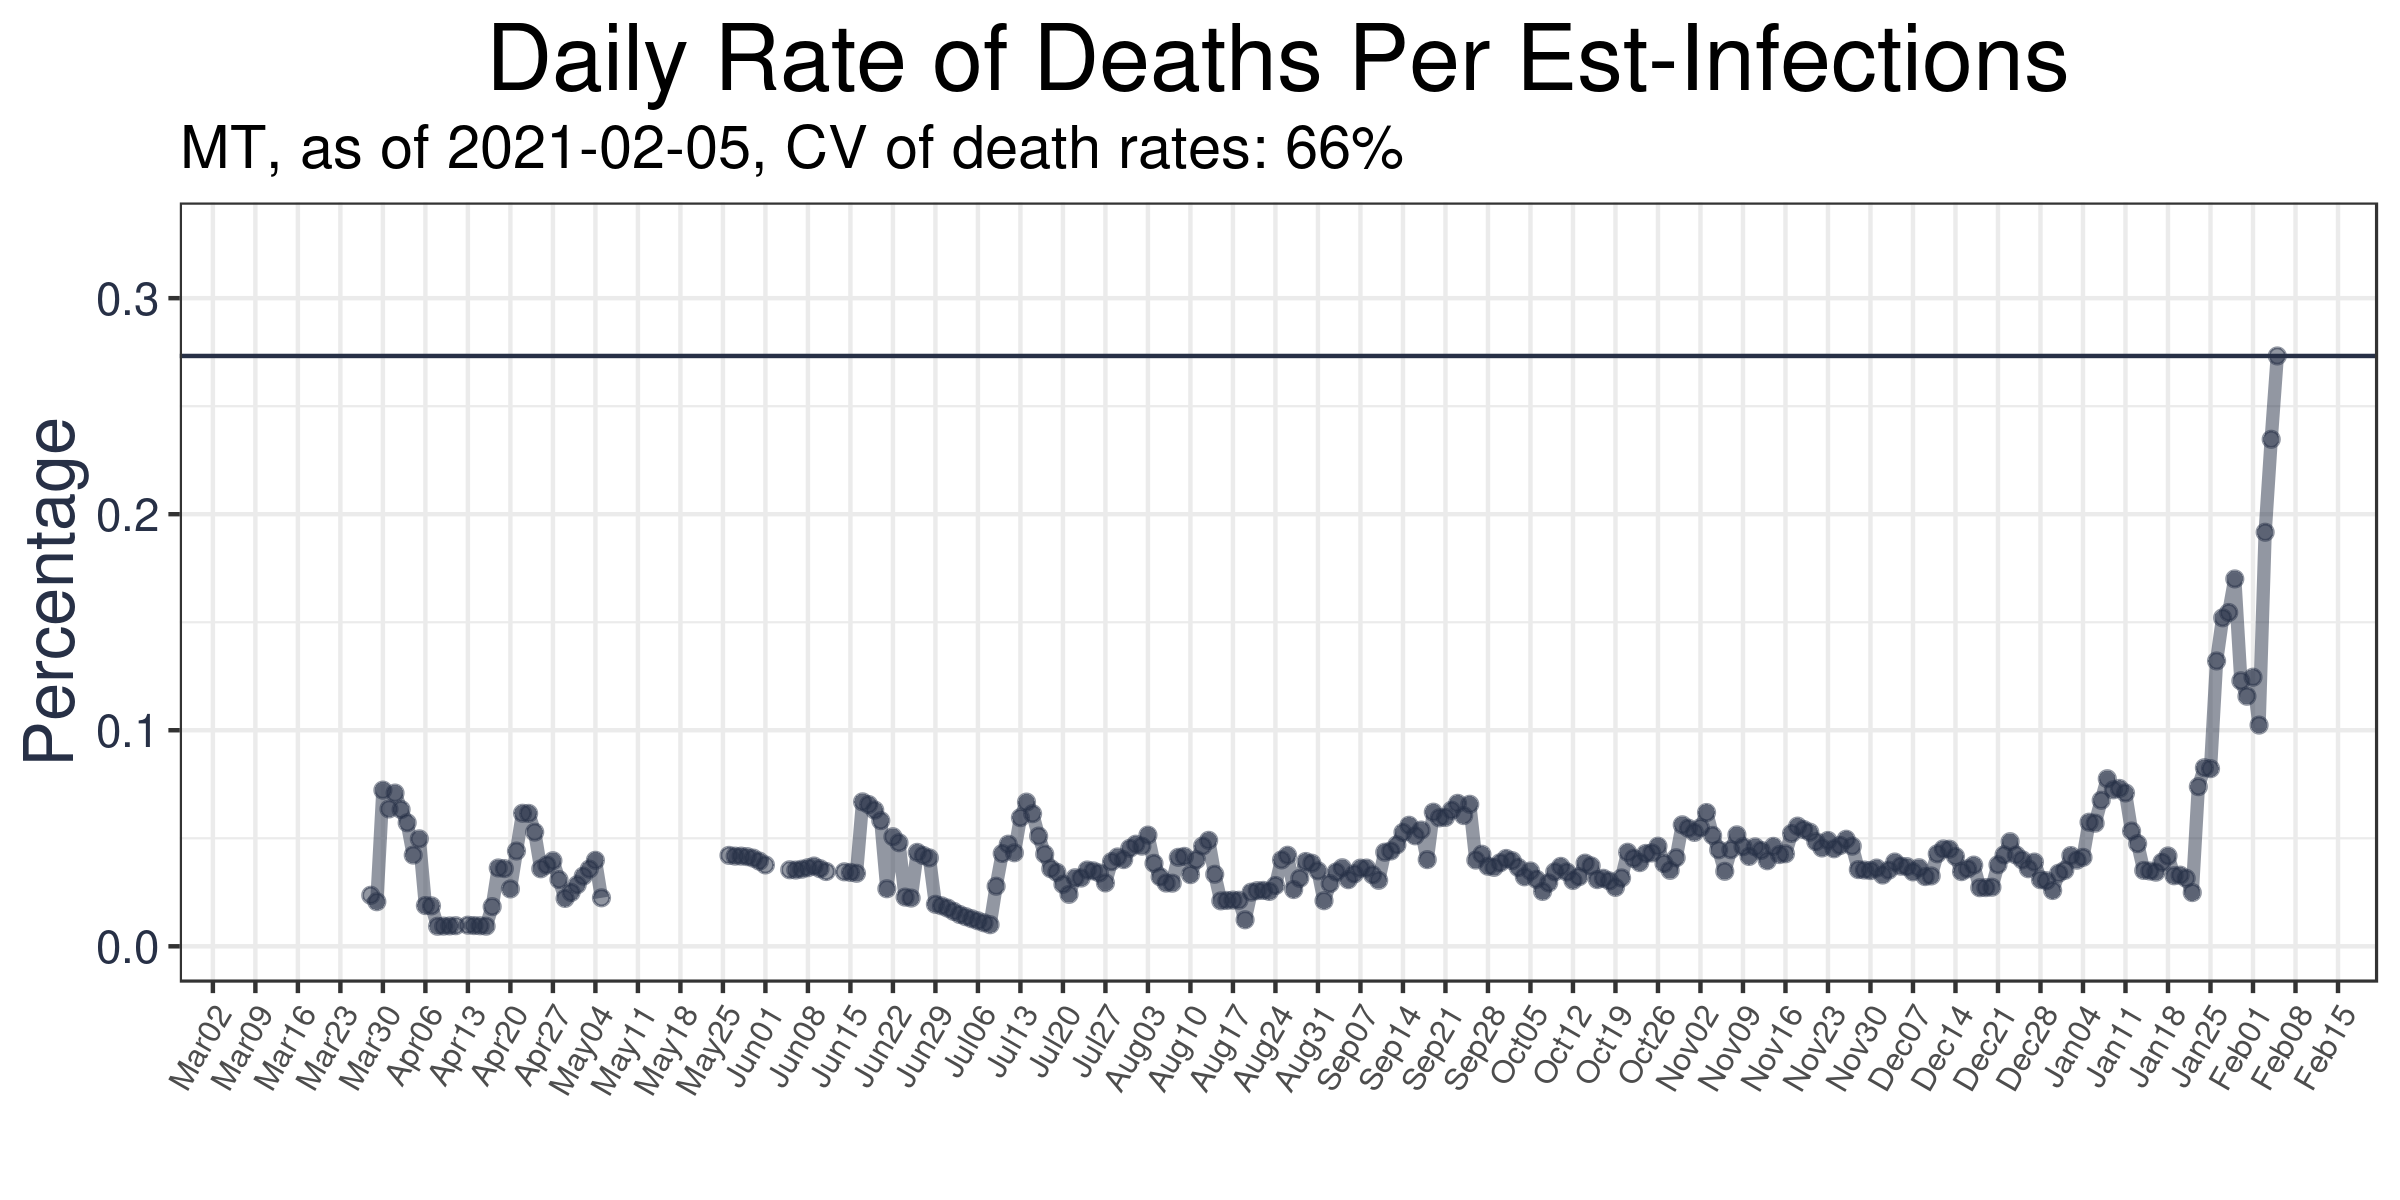 Daily Rate of Deaths Per Est-Infections
MT, as of 2021-02-05, CV of death rates: 66%
Percentage
0.3
0.2
0.1
0.0
Mar02
Mar09
Mar16
Mar23
Mar30
Apr06
Apr13
Apr20
Apr27
May04
May11
May18
May25
Jun01
Jun08
Jun15
Jun22
Jun29
Jul06
Jul13
Jul20
Jul27
Aug03
Aug10
Aug17
Aug24
Aug31
Sep07
Sep14
Sep21
Sep28
Oct05
Oct12
Oct19
Oct26
Nov02
Nov09
Nov16
Nov23
Nov30
Dec07
Dec14
Dec21
Dec28
Jan04
Jan11
Jan18
Jan25
Feb01
Feb08
Feb15